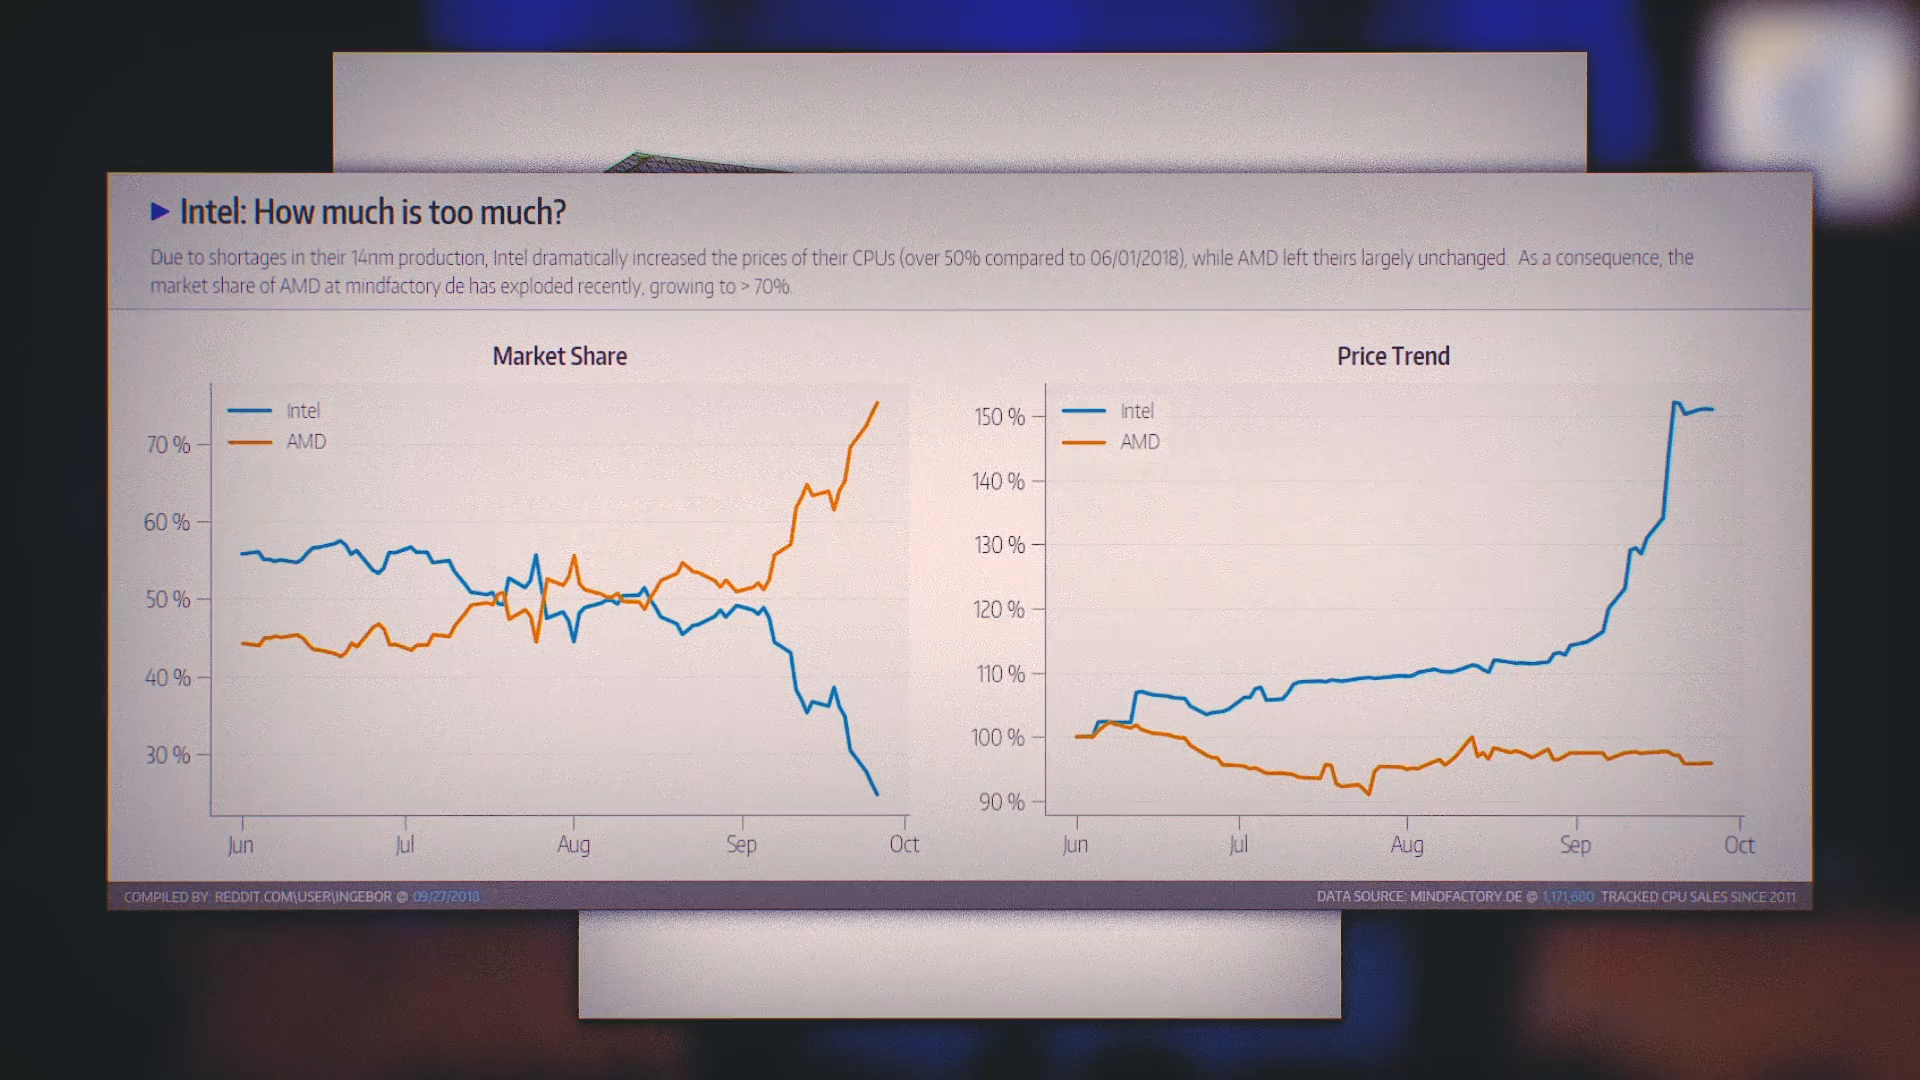 Intel: How much is too much?
Due to shortages in their 14nm production, Intel dramatically increased the prices of their CPUs (over 50% compared to 06/01/2018), while AMD left theirs largely unchanged. As a consequence, the
market share of AMD at mindfactory.de has exploded recently, growing to > 70%.
Market Share
Intel
AMD
70 %
60 %
50 %
40 %
30 %
Jun Jul Aug Sep Oct
Price Trend
Intel
AMD
150 %
140 %
130 %
120 %
110 %
100 %
90 %
Jun Jul Aug Sep Oct
COMPILED BY: REDDIT.COM\USER\INGEBOR @ 09/27/2018
DATA SOURCE: MINDFACTORY.DE @ 1,171,680 TRACKED CPU SALES SINCE 2011